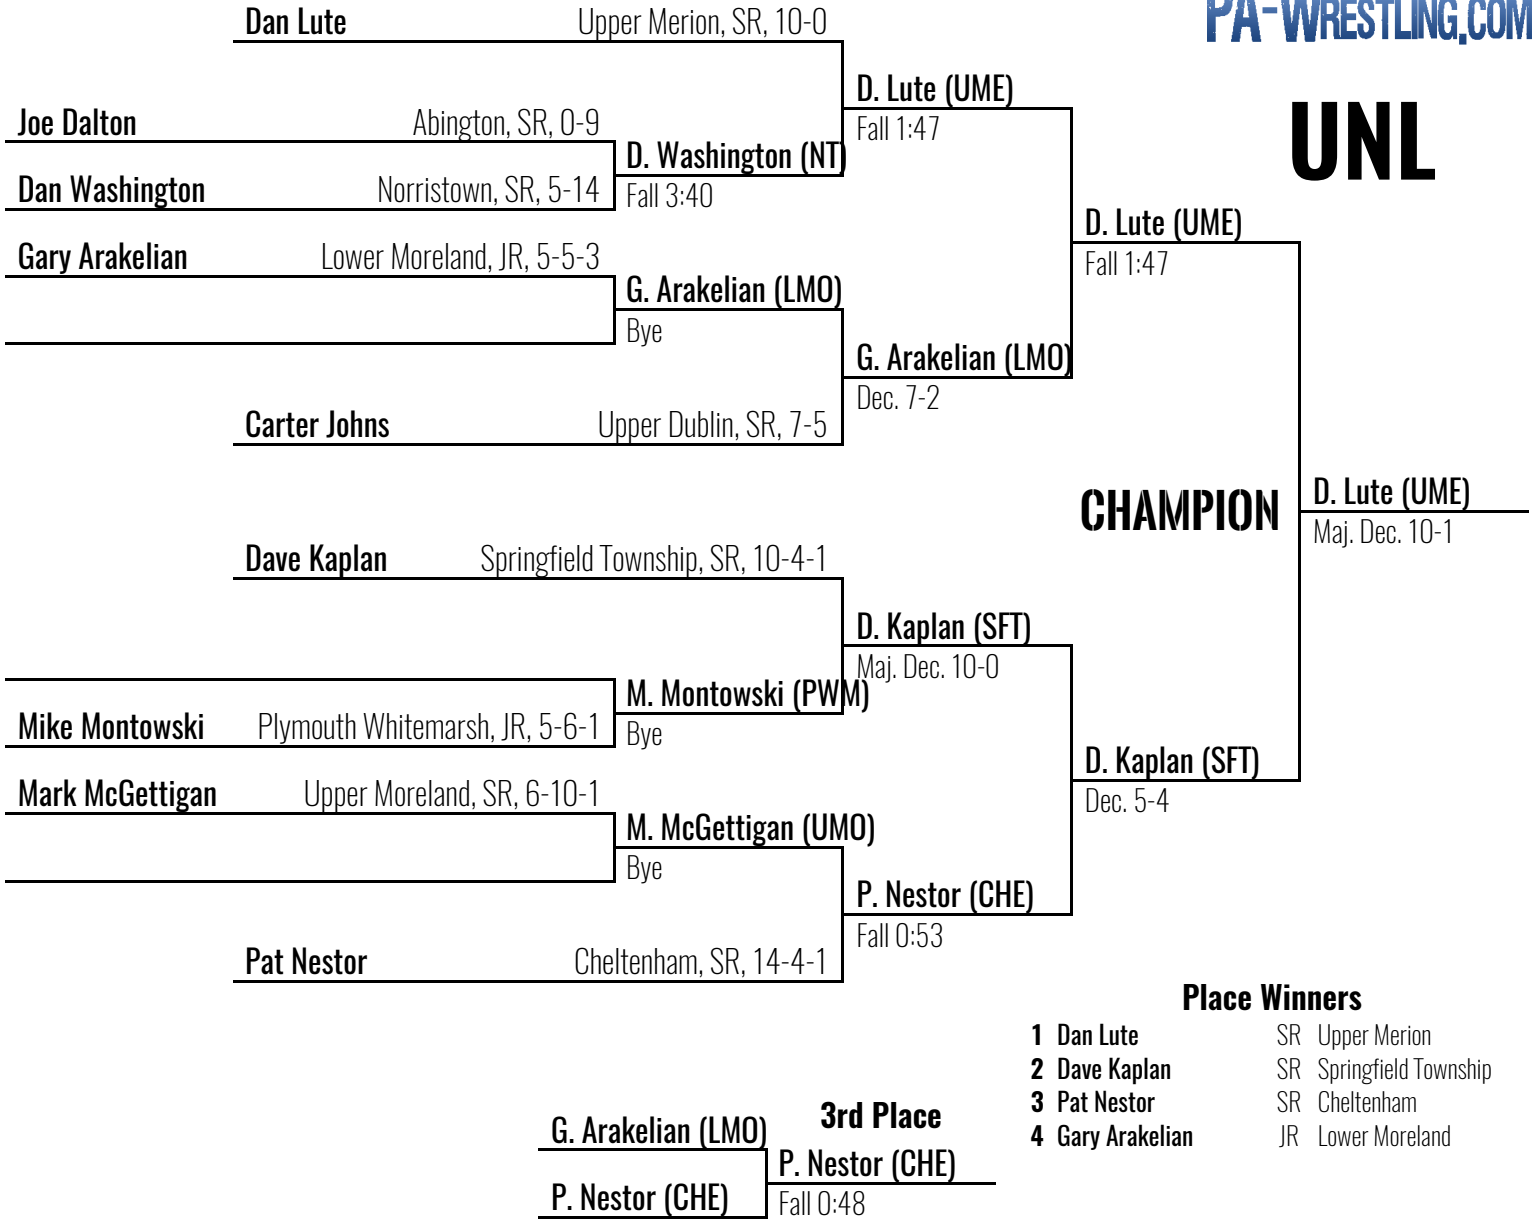 PA-WRESTLING.COM
UNL
Dan Lute Upper Merion, SR, 10-0
D. Lute (UME)
Fall 1:47
Joe Dalton Abington, SR, 0-9
D. Washington (NT)
Fall 3:40
Dan Washington Norristown, SR, 5-14
D. Lute (UME)
Fall 1:47
Gary Arakelian Lower Moreland, JR, 5-5-3
G. Arakelian (LMO)
Bye
G. Arakelian (LMO)
Dec. 7-2
Carter Johns Upper Dublin, SR, 7-5
CHAMPION
D. Lute (UME)
Maj. Dec. 10-1
Dave Kaplan Springfield Township, SR, 10-4-1
D. Kaplan (SFT)
Maj. Dec. 10-0
M. Montowski (PWM)
Bye
Mike Montowski Plymouth Whitemarsh, JR, 5-6-1
D. Kaplan (SFT)
Dec. 5-4
Mark McGettigan Upper Moreland, SR, 6-10-1
M. McGettigan (UMO)
Bye
P. Nestor (CHE)
Fall 0:53
Pat Nestor Cheltenham, SR, 14-4-1
Place Winners
1 Dan Lute SR Upper Merion
2 Dave Kaplan SR Springfield Township
3 Pat Nestor SR Cheltenham
4 Gary Arakelian JR Lower Moreland
3rd Place
G. Arakelian (LMO)
P. Nestor (CHE)
P. Nestor (CHE)
Fall 0:48